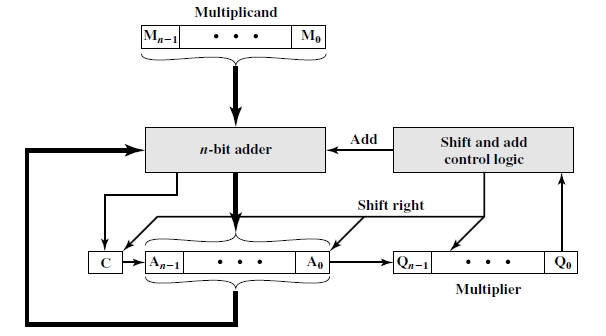 Multiplicand
Mn−1 • • • M0
n-bit adder
Add
Shift and add
control logic
Shift right
C
An−1 • • • A0
Qn−1 • • • Q0
Multiplier